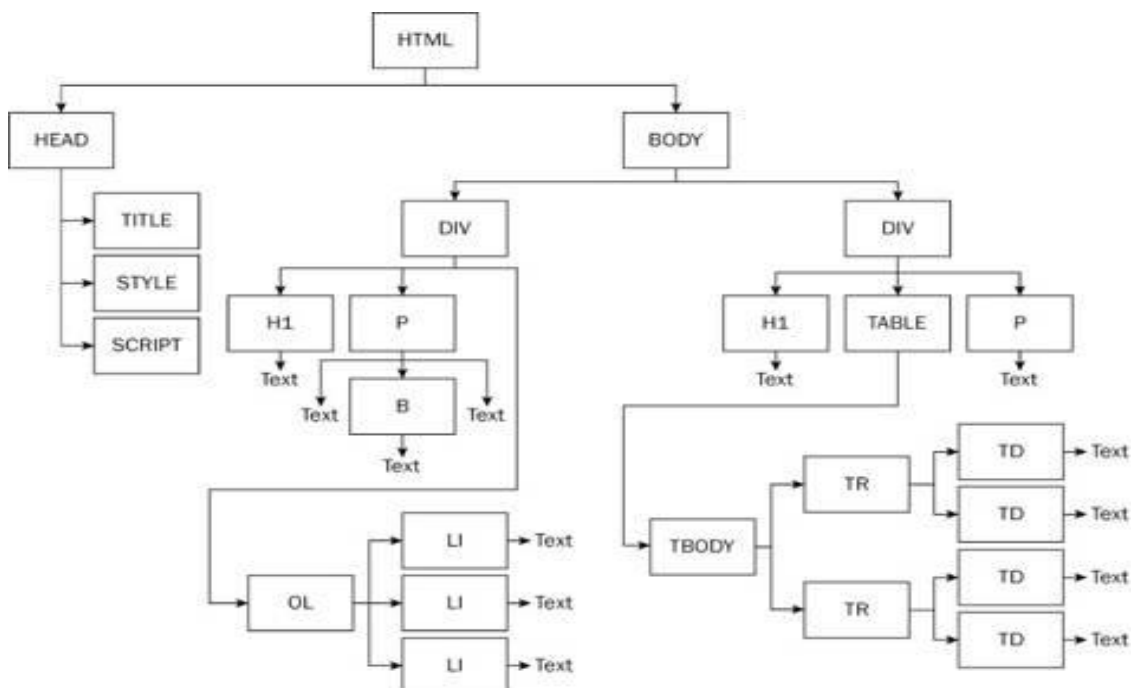 HTML
HEAD
BODY
TITLE
STYLE
SCRIPT
DIV
H1
P
Text
Text
B
Text
Text
OL
LI
Text
LI
Text
LI
Text
DIV
H1
TABLE
P
Text
Text
TBODY
TR
TD
Text
TD
Text
TR
TD
Text
TD
Text